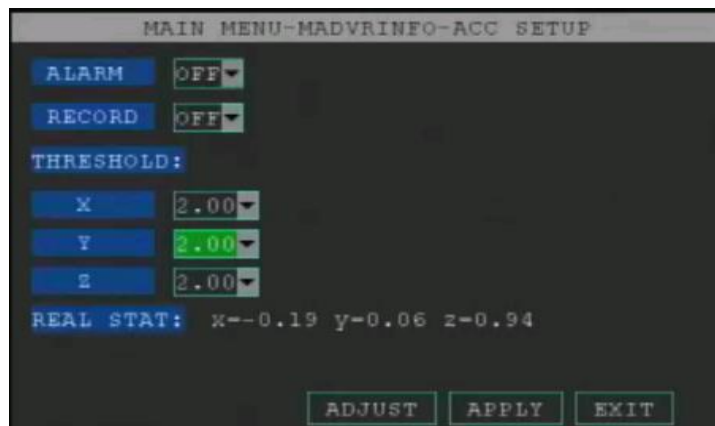 MAIN MENU-MADVRINFO-ACC SETUP
ALARM OFF
RECORD OFF
THRESHOLD:
X 2.00
Y 2.00
Z 2.00
REAL STAT: x=-0.19 y=0.06 z=0.94
ADJUST APPLY EXIT